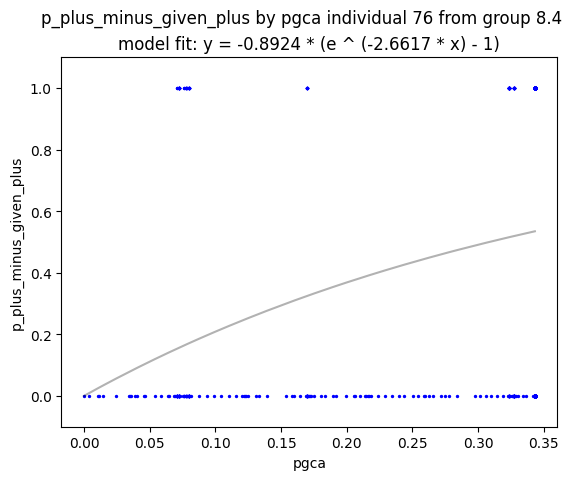 p_plus_minus_given_plus by pgca individual 76 from group 8.4
model fit: y = -0.8924 * (e ^ (-2.6617 * x) - 1)
p_plus_minus_given_plus
1.0
0.8
0.6
0.4
0.2
0.0
0.00 0.05 0.10 0.15 0.20 0.25 0.30 0.35
pgca